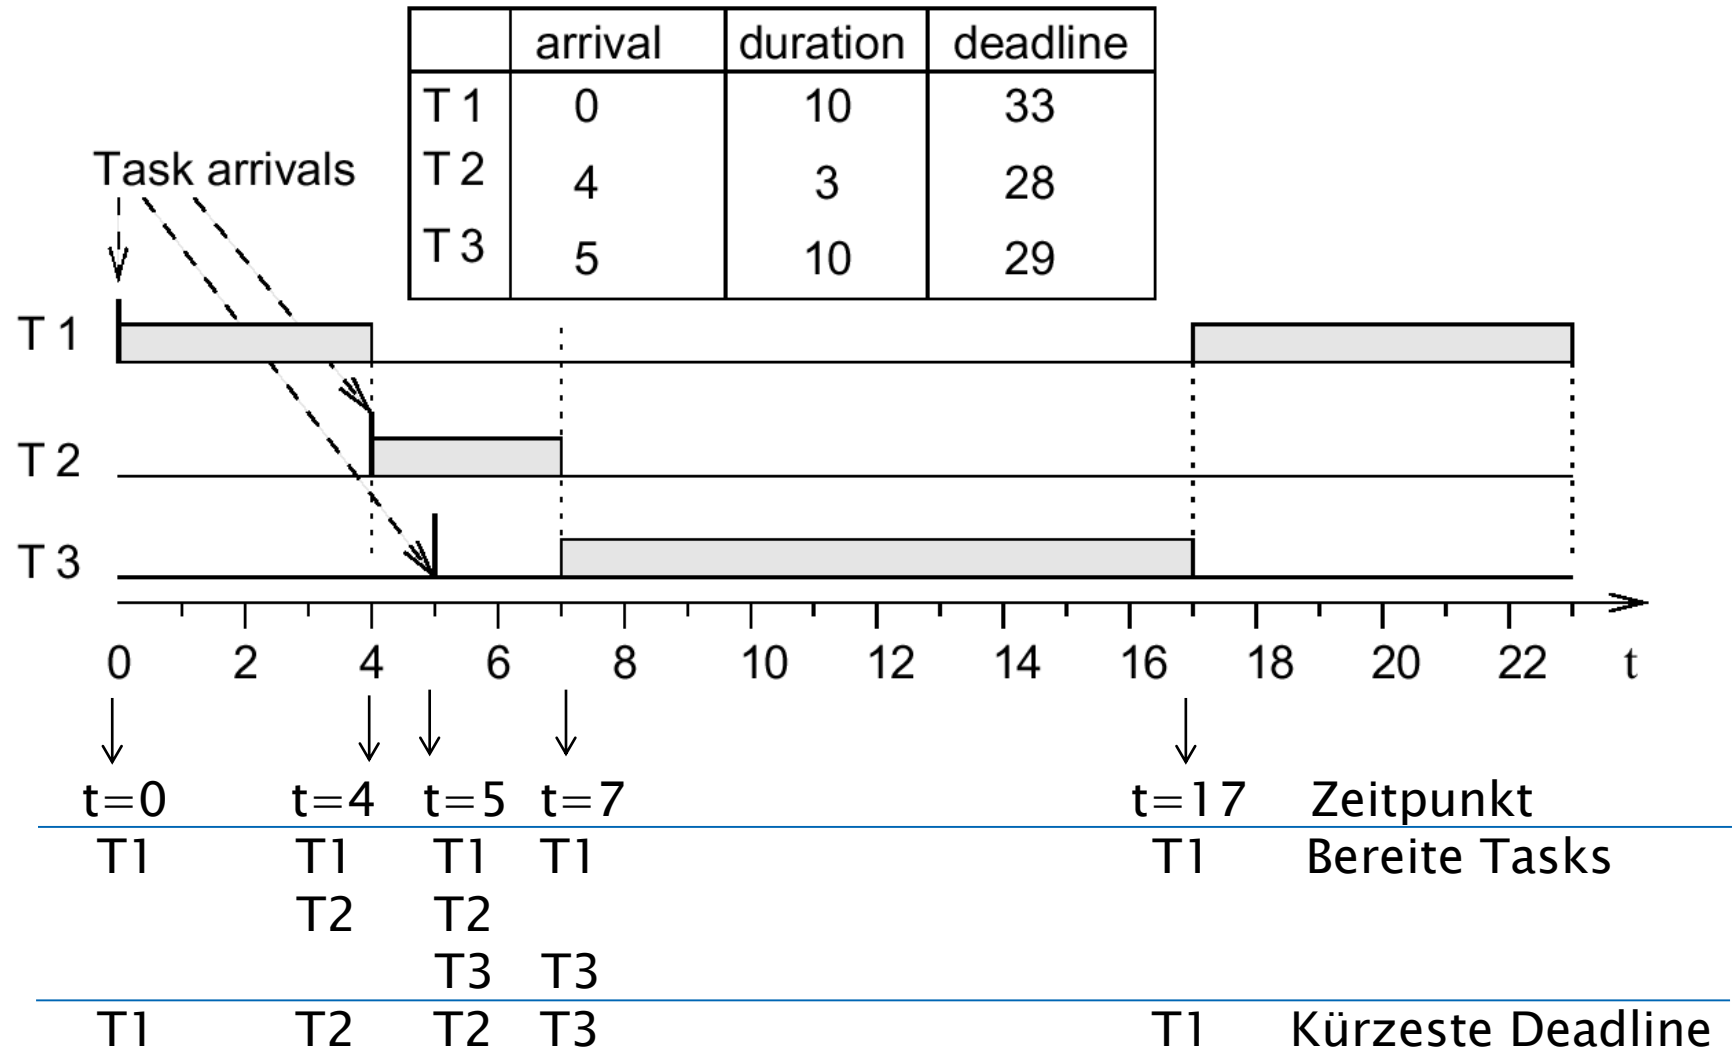 arrival duration deadline
T 1 0 10 33
T 2 4 3 28
T 3 5 10 29
Task arrivals
T 1
T 2
T 3
0 2 4 6 8 10 12 14 16 18 20 22 t
t=0 t=4 t=5 t=7 t=17 Zeitpunkt
T1 T1 T1 T1 T1 Bereite Tasks
T2 T2
T3 T3
T1 T2 T2 T3 T1 Kürzeste Deadline